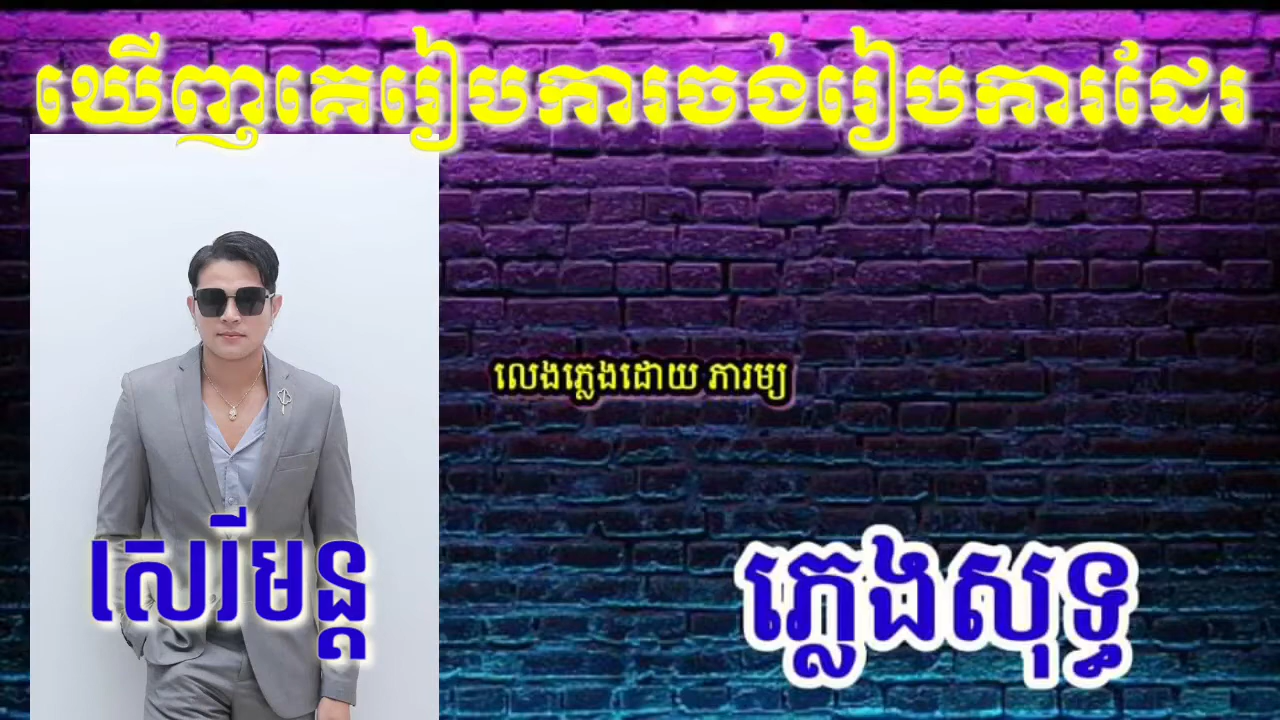 ឃើញគេរៀបការចង់រៀបការដែរ
លេងភ្លេងដោយ ភារម្យ
សេរីមន្ត
ភ្លេងសុទ្ធ